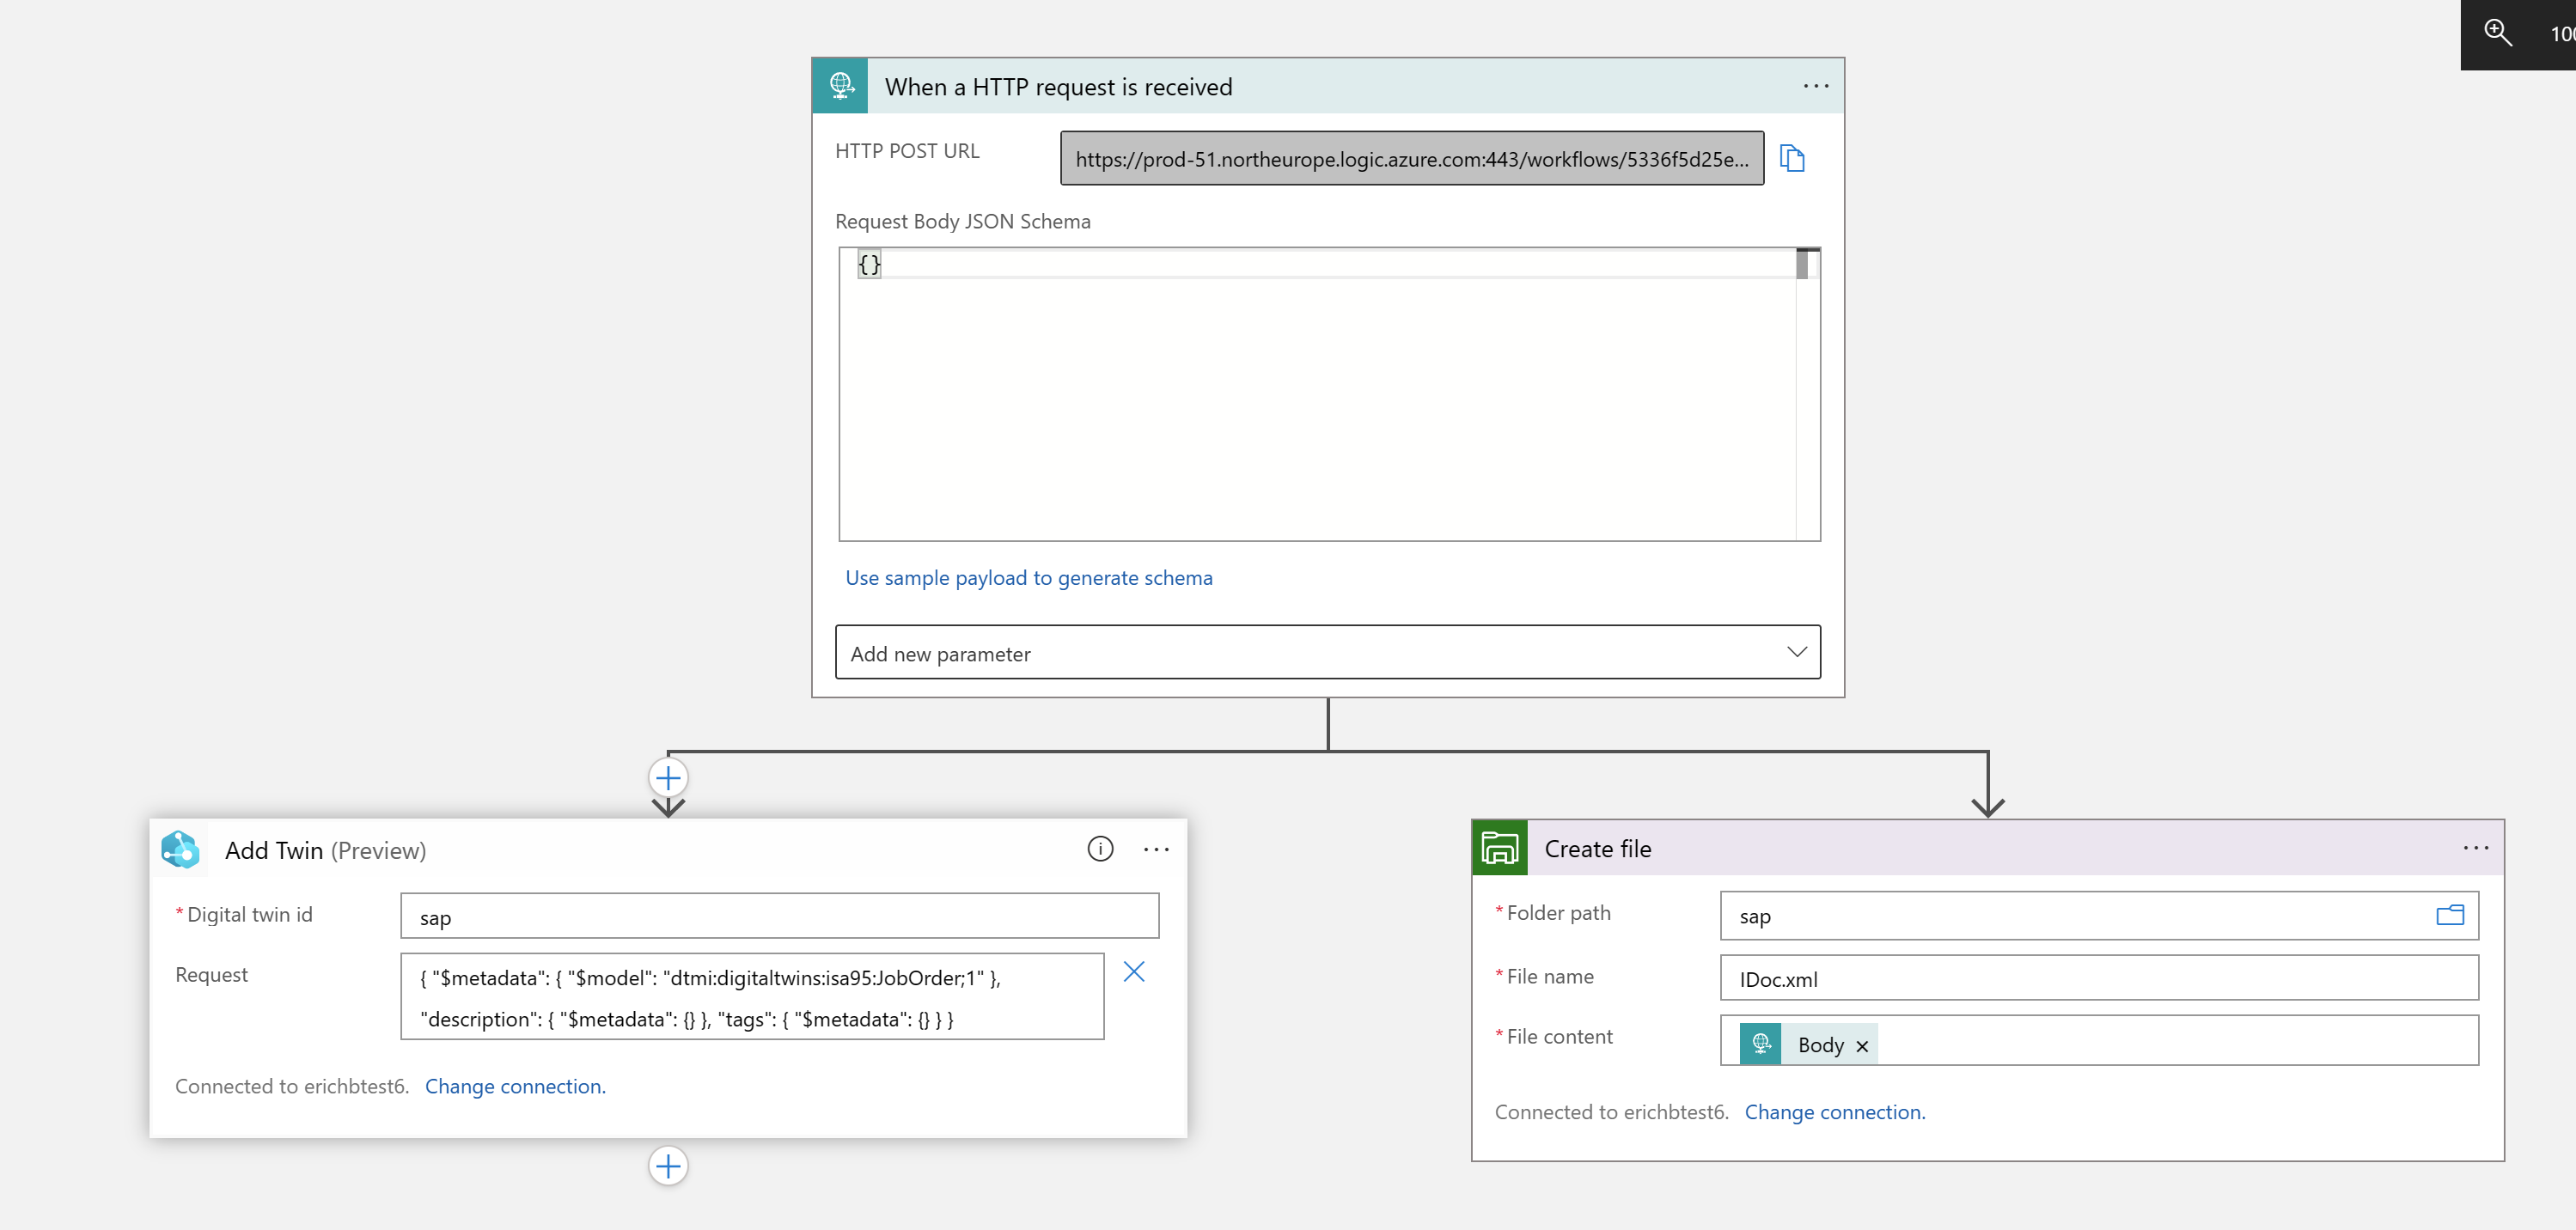 100
When a HTTP request is received
HTTP POST URL
https://prod-51.northeurope.logic.azure.com:443/workflows/5336f5d25e...
Request Body JSON Schema
{}
Use sample payload to generate schema
Add new parameter
Add Twin (Preview)
*Digital twin id
sap
Request
{ "$metadata": { "$model": "dtmi:digitaltwins:isa95:JobOrder;1" },
"description": { "$metadata": {} }, "tags": { "$metadata": {} } }
Connected to erichbtest6. Change connection.
Create file
*Folder path
sap
*File name
IDoc.xml
*File content
Body ×
Connected to erichbtest6. Change connection.